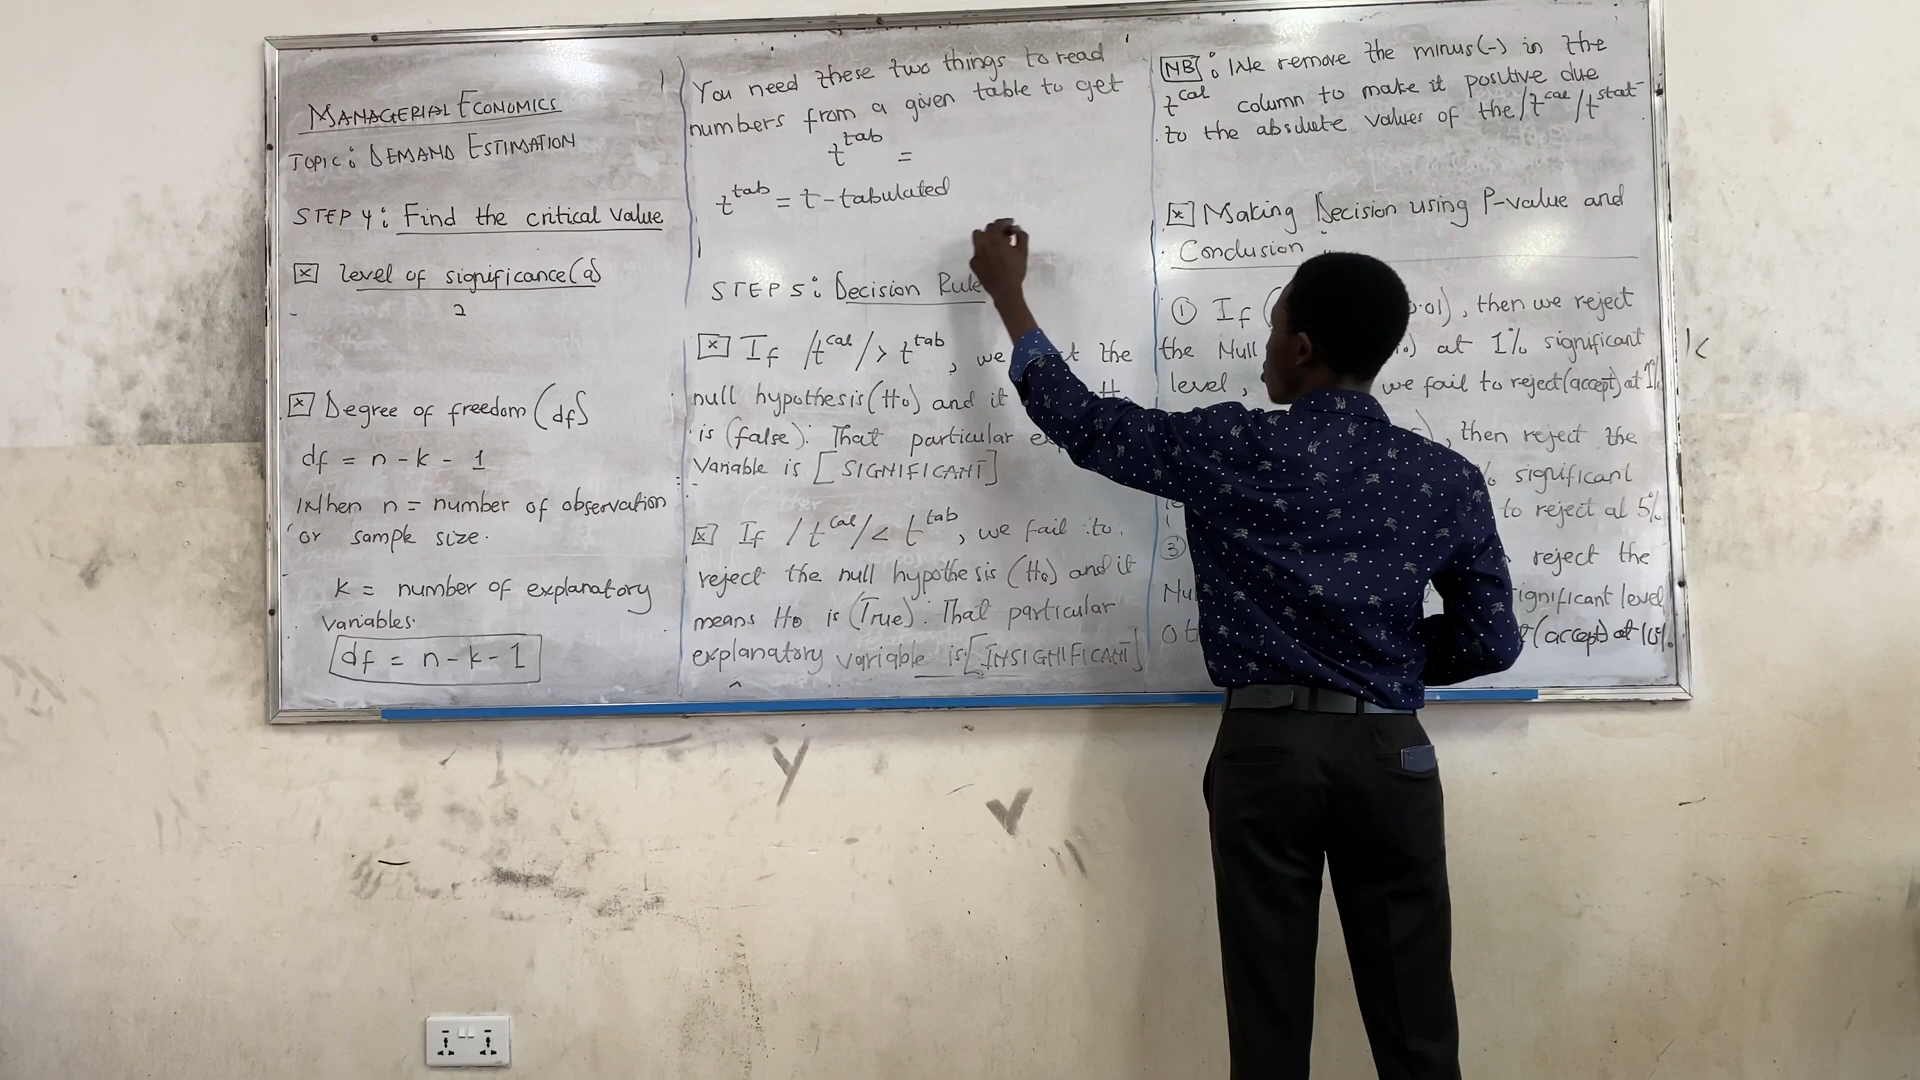 MANAGERIAL ECONOMICS
TOPIC: DEMAND ESTIMATION
STEP 4: Find the critical value
level of significance(α)
2
Degree of freedom (df)
df = n - k - 1
When n = number of observation
or sample size.
K = number of explanatory
variables.
df = n - k - 1
You need these two things to read
numbers from a given table to get
t^tab =
t^tab = t - tabulated
STEP 5: Decision Rule
If /t^cal/ > t^tab, we the
null hypothesis (Ho) and it
is (false). That particular
Variable is [SIGNIFICANT]
If /t^cal/ < t^tab, we fail to
reject the null hypothesis (Ho) and it
means Ho is (True). That particular
explanatory variable is [INSIGNIFICANT]
NB: We remove the minus(-) in the
t^cal column to make it positive due
to the absolute values of the /t^cal/t^stat
Making Decision using P-value and
Conclusion
① If 0.01), then we reject
the Null at 1% significant
level, we fail to reject(accept) at 1%
, then reject the
% significant
to reject at 5%
③ reject the
significant level
(accept) at 10%.